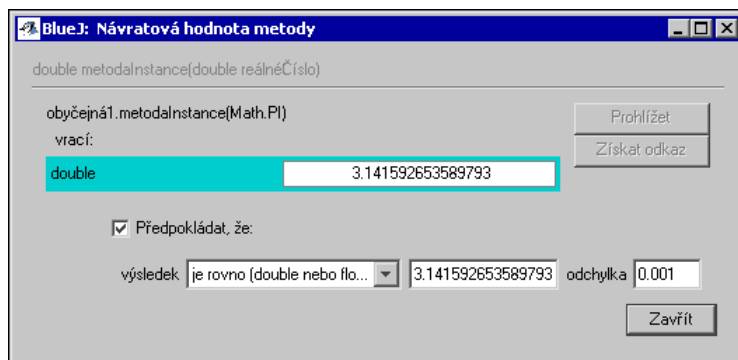 BlueJ: Návratová hodnota metody
double metodaInstance(double reálnéČíslo)
obyčejná1.metodaInstance(Math.PI)
Prohlížet
vrací:
Získat odkaz
double 3.141592653589793
Předpokládat, že:
výsledek je rovno (double nebo flo... 3.141592653589793 odchylka 0.001
Zavřít